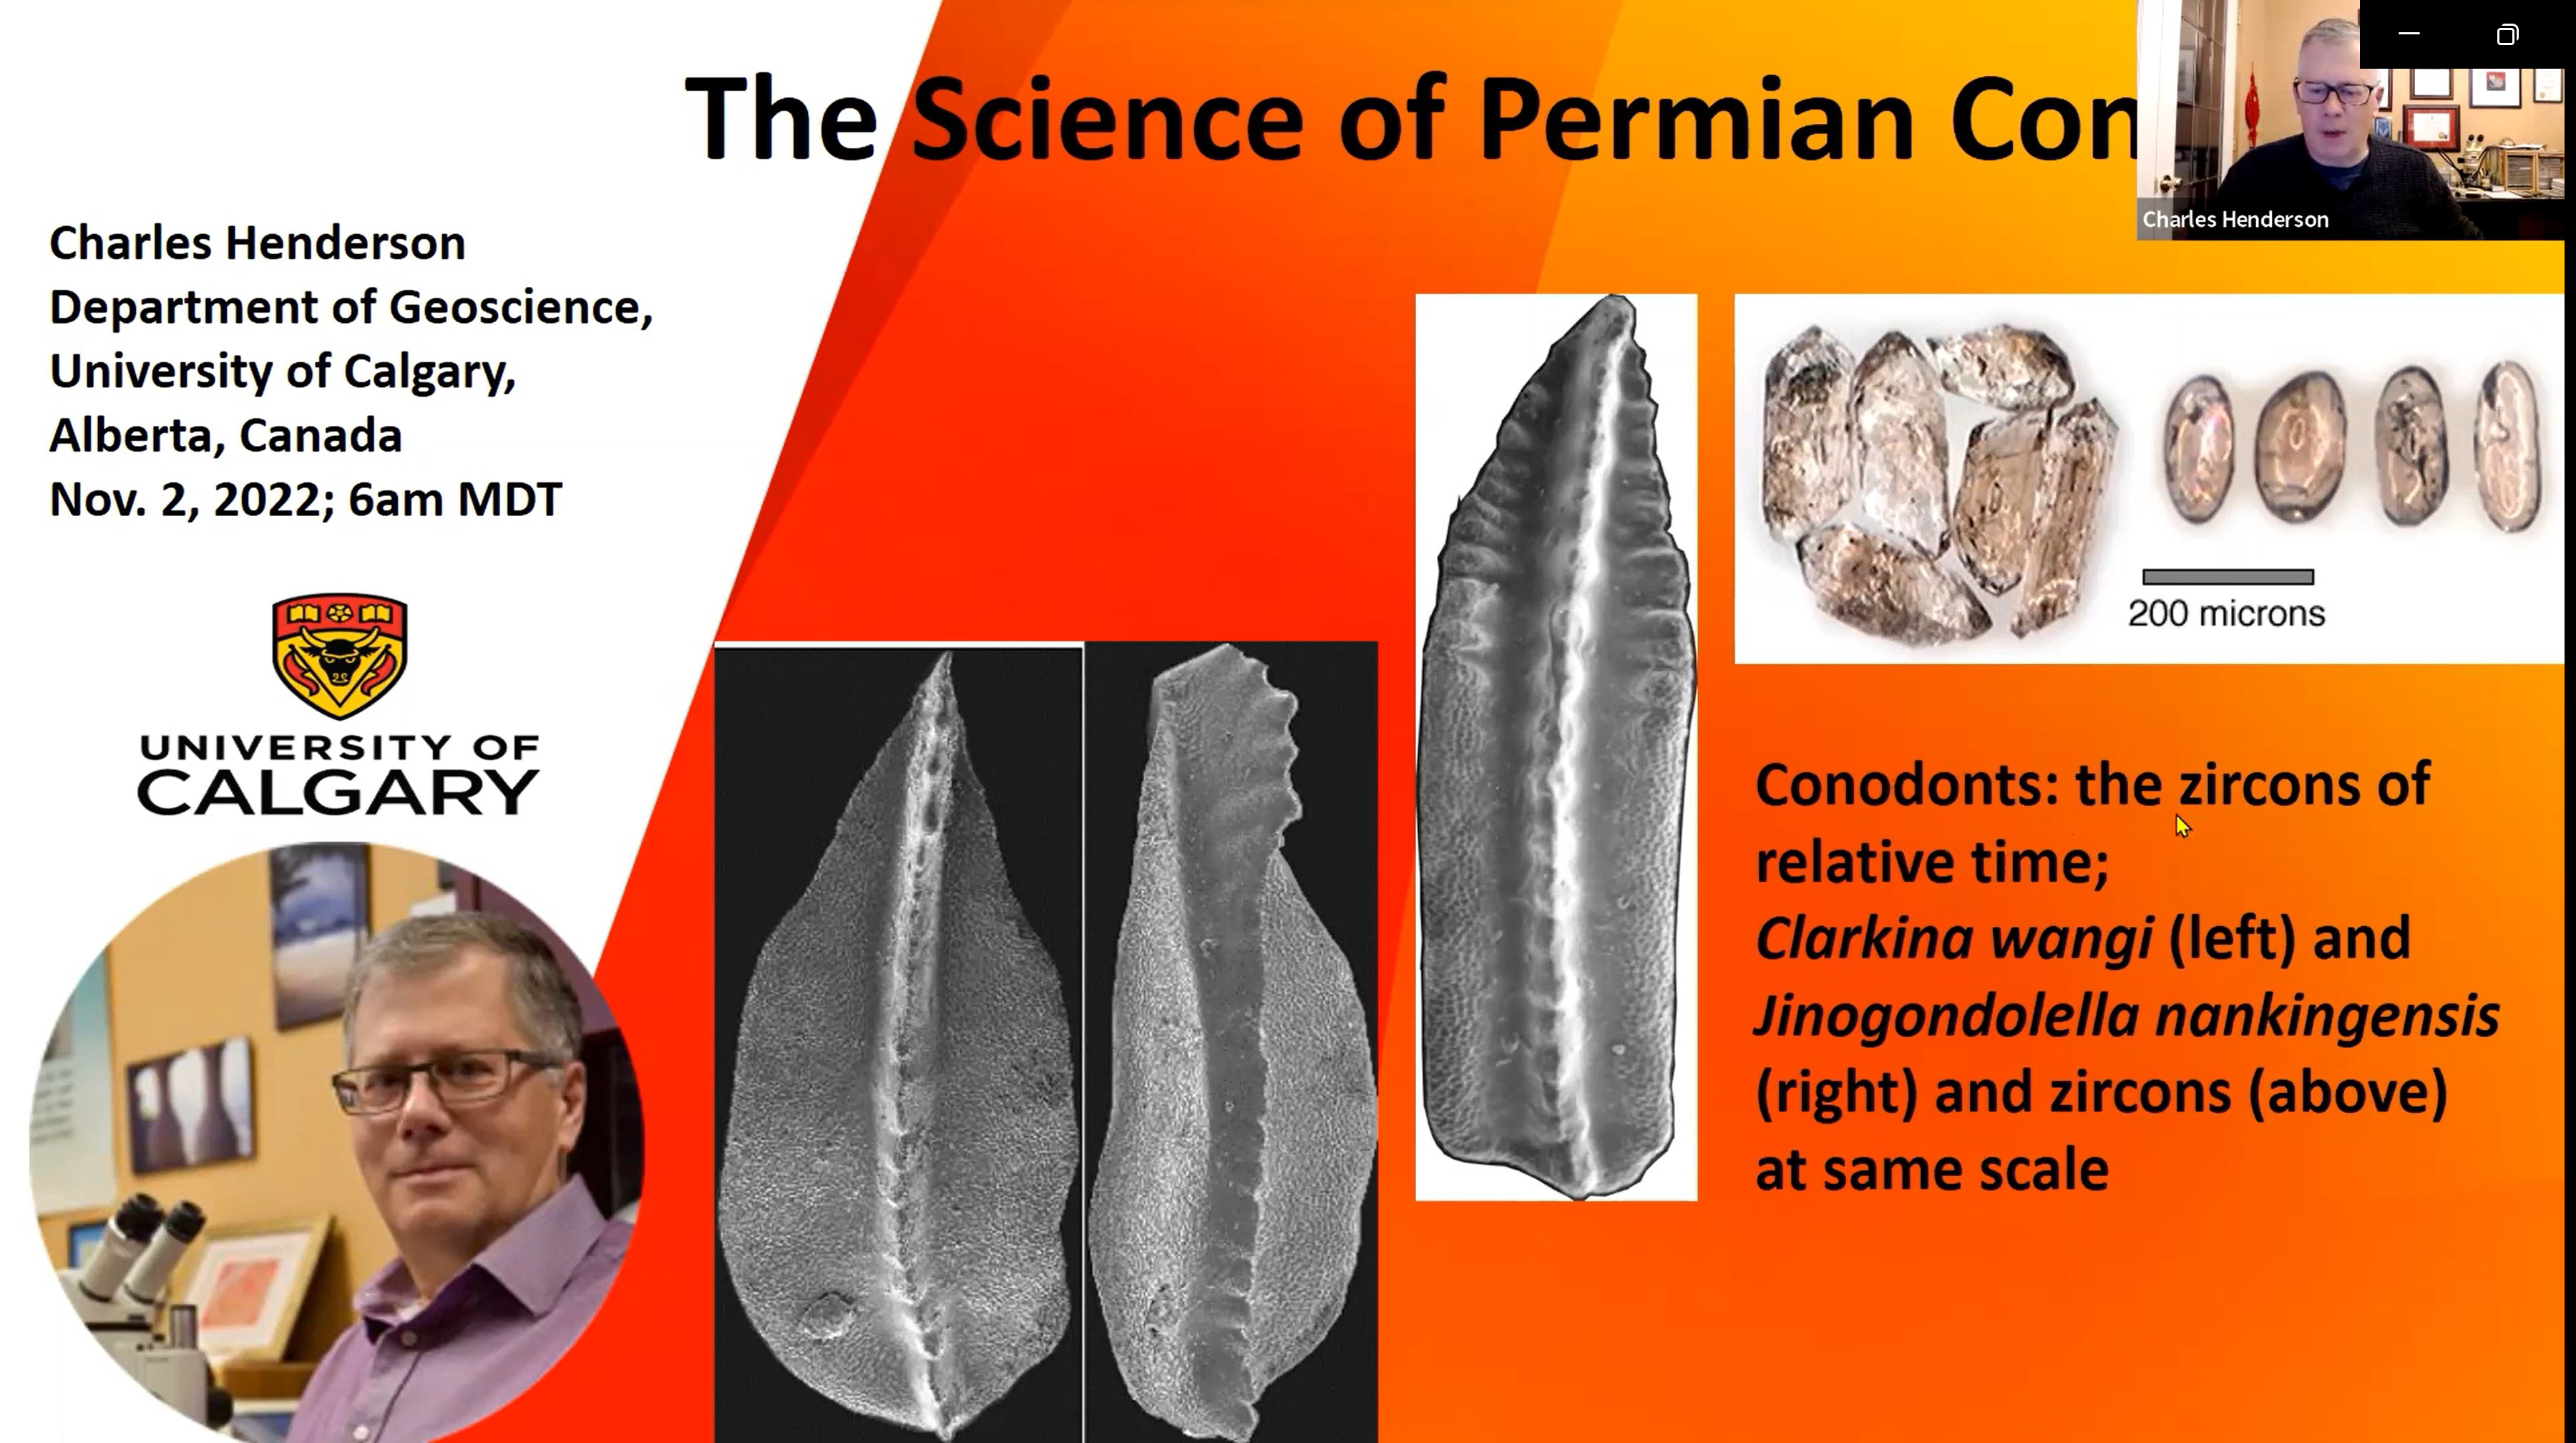 The Science of Permian Con
Charles Henderson
Charles Henderson
Department of Geoscience,
University of Calgary,
Alberta, Canada
Nov. 2, 2022; 6am MDT
UNIVERSITY OF
CALGARY
200 microns
Conodonts: the zircons of
relative time;
Clarkina wangi (left) and
Jinogondolella nankingensis
(right) and zircons (above)
at same scale